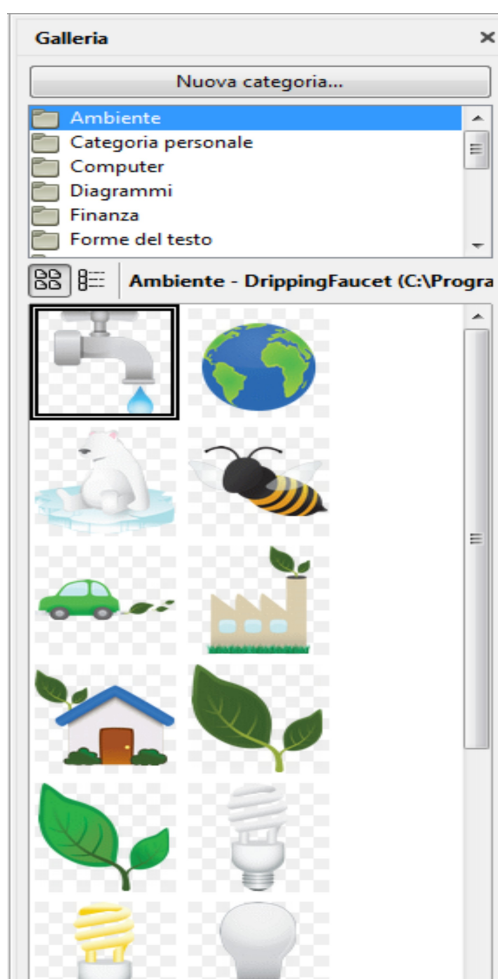 Galleria
Nuova categoria...
Ambiente
Categoria personale
Computer
Diagrammi
Finanza
Forme del testo
Ambiente - DrippingFaucet (C:\Progra